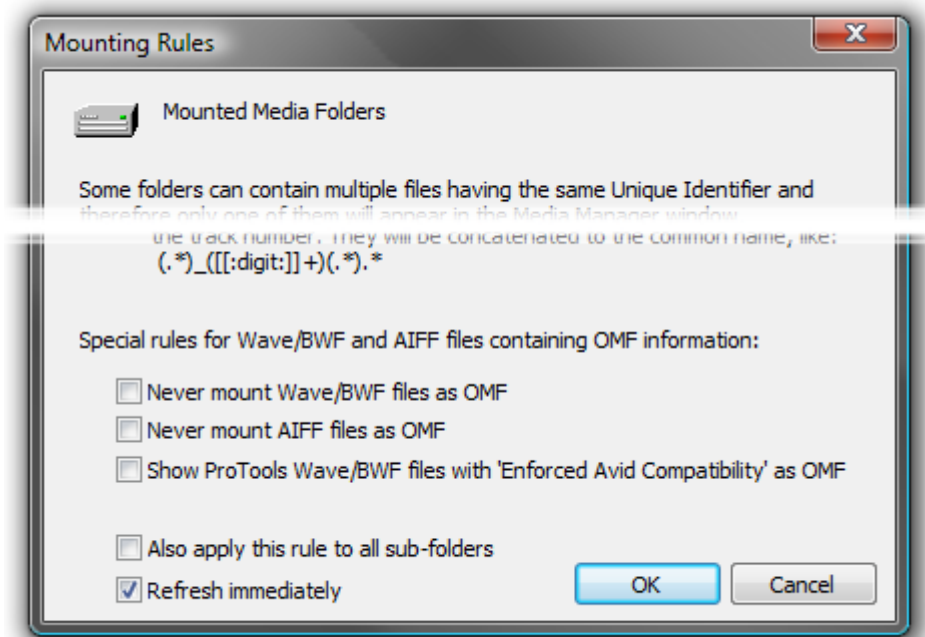 Mounting Rules
Mounted Media Folders
Some folders can contain multiple files having the same Unique Identifier and
therefore only one of them will appear in the Media Manager window
the track number. They will be concatenated to the common name, like:
(.*)_([[:digit:]]+)(.*).*
Special rules for Wave/BWF and AIFF files containing OMF information:
Never mount Wave/BWF files as OMF
Never mount AIFF files as OMF
Show ProTools Wave/BWF files with 'Enforced Avid Compatibility' as OMF
Also apply this rule to all sub-folders
Refresh immediately
OK Cancel